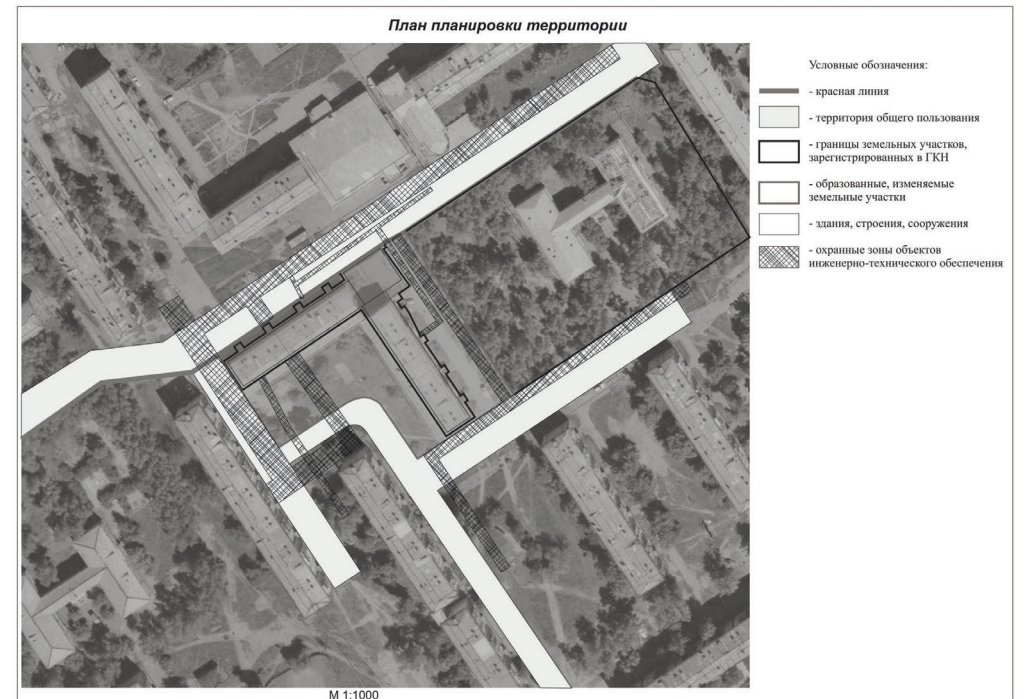 План планировки территории
Условные обозначения:
- красная линия
- территория общего пользования
- границы земельных участков,
зарегистрированных в ГКН
- образованные, изменяемые
земельные участки
- здания, строения, сооружения
- охранные зоны объектов
инженерно-технического обеспечения
М 1:1000